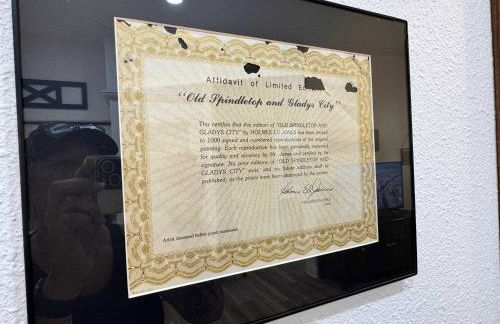 Affidavit of Limited
"Old Spindletop and Gladys City"
This certifies that this edition of "OLD SPINDLETOP AND
GLADYS CITY" by HOLMES ED JONES has been limited
to 1000 signed and numbered reproductions of the original
painting. Each reproduction has been personally inspected
for quality and accuracy by Mr. Jones and verified by his
signature. No prior editions of "OLD SPINDLETOP AND
GLADYS CITY" exist, and no future editions shall be
published, as the plates have been destroyed by the printer.